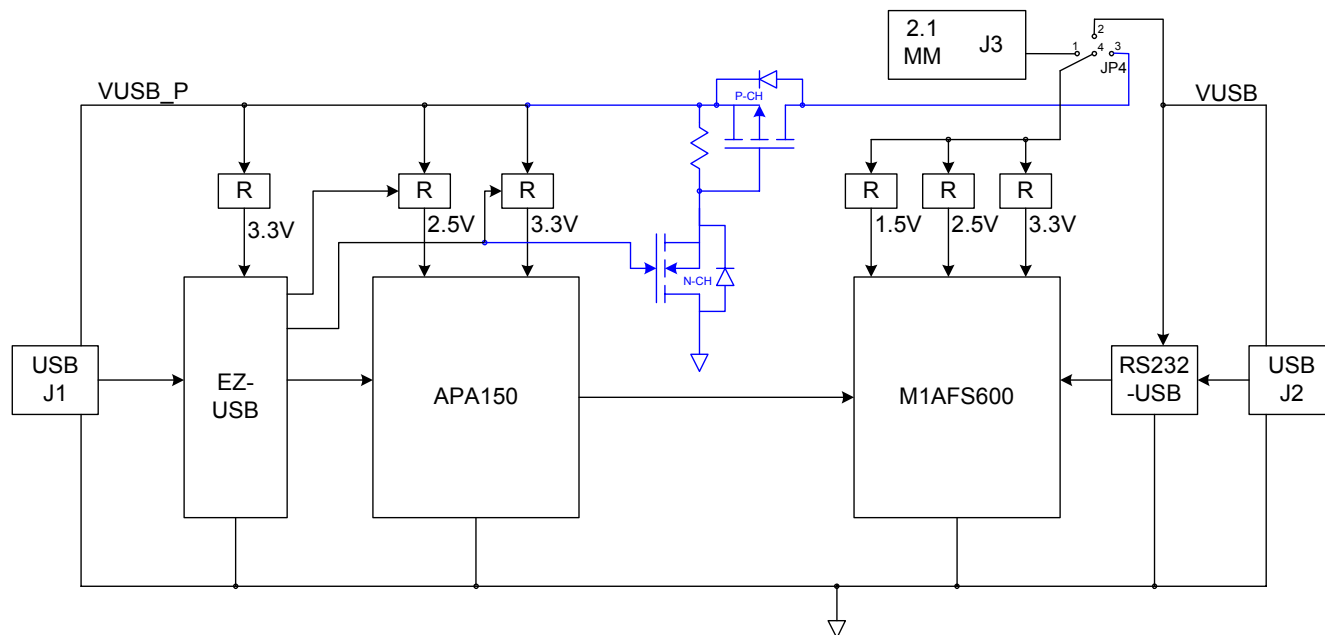 2.1
MM
J3
2
1
4
3
JP4
VUSB_P
P-CH
VUSB
R
R
R
R
R
R
3.3V
2.5V
3.3V
1.5V
2.5V
3.3V
N-CH
USB
J1
EZ-
USB
APA150
M1AFS600
RS232
-USB
USB
J2